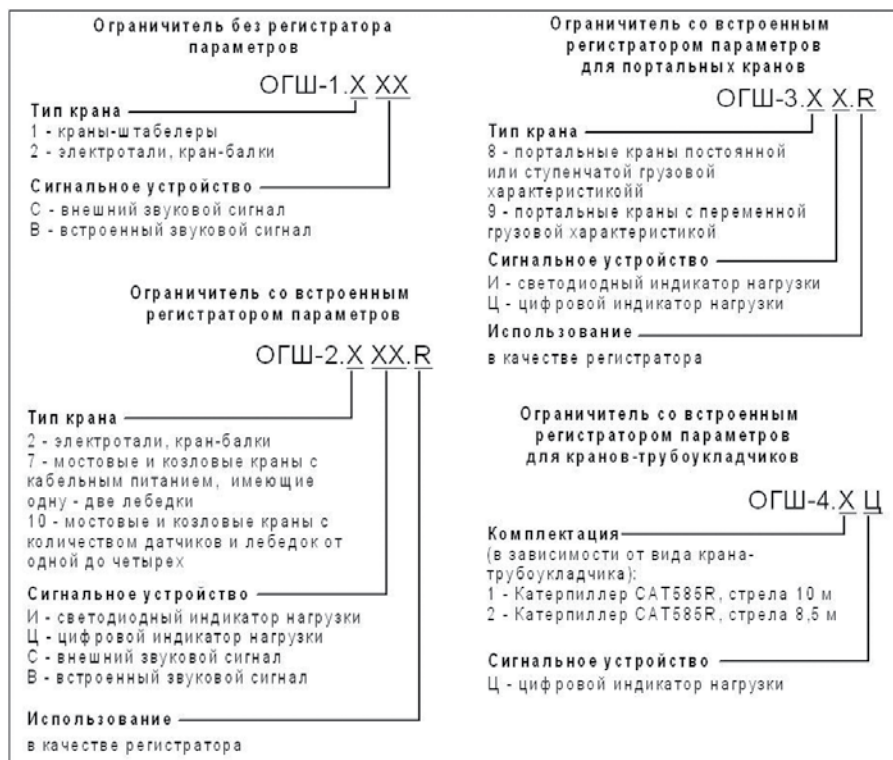 Ограничитель без регистратора
параметров
ОГШ-1.X XX
Тип крана
1 - краны-штабелеры
2 - электротали, кран-балки
Сигнальное устройство
С - внешний звуковой сигнал
В - встроенный звуковой сигнал
Ограничитель со встроенным
регистратором параметров
ОГШ-2.X XX.R
Тип крана
2 - электротали, кран-балки
7 - мостовые и козловые краны с
кабельным питанием, имеющие
одну - две лебедки
10 - мостовые и козловые краны с
количеством датчиков и лебедок от
одной до четырех
Сигнальное устройство
И - светодиодный индикатор нагрузки
Ц - цифровой индикатор нагрузки
С - внешний звуковой сигнал
В - встроенный звуковой сигнал
Использование
в качестве регистратора
Ограничитель со встроенным
регистратором параметров
для портальных кранов
ОГШ-3.X X.R
Тип крана
8 - портальные краны постоянной
или ступенчатой грузовой
характеристикойй
9 - портальные краны с переменной
грузовой характеристикой
Сигнальное устройство
И - светодиодный индикатор нагрузки
Ц - цифровой индикатор нагрузки
Использование
в качестве регистратора
Ограничитель со встроенным
регистратором параметров
для кранов-трубоукладчиков
ОГШ-4.X Ц
Комплектация
(в зависимости от вида крана-
трубоукладчика):
1 - Катерпиллер CAT585R, стрела 10 м
2 - Катерпиллер CAT585R, стрела 8,5 м
Сигнальное устройство
Ц - цифровой индикатор нагрузки